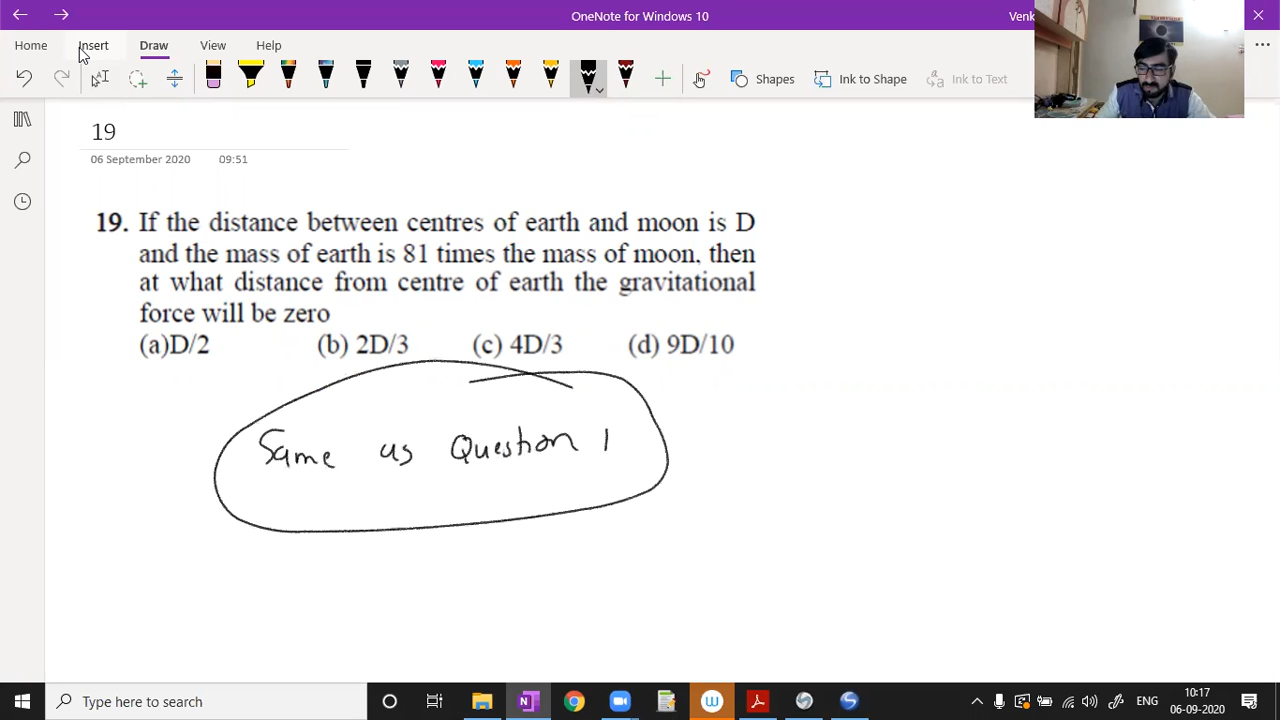 OneNote for Windows 10
Venk
Home Insert Draw View Help
Shapes Ink to Shape Ink to Text
19
06 September 2020 09:51
19. If the distance between centres of earth and moon is D
and the mass of earth is 81 times the mass of moon, then
at what distance from centre of earth the gravitational
force will be zero
(a)D/2 (b) 2D/3 (c) 4D/3 (d) 9D/10
Same as Question 1
Type here to search
ENG
10:17
06-09-2020